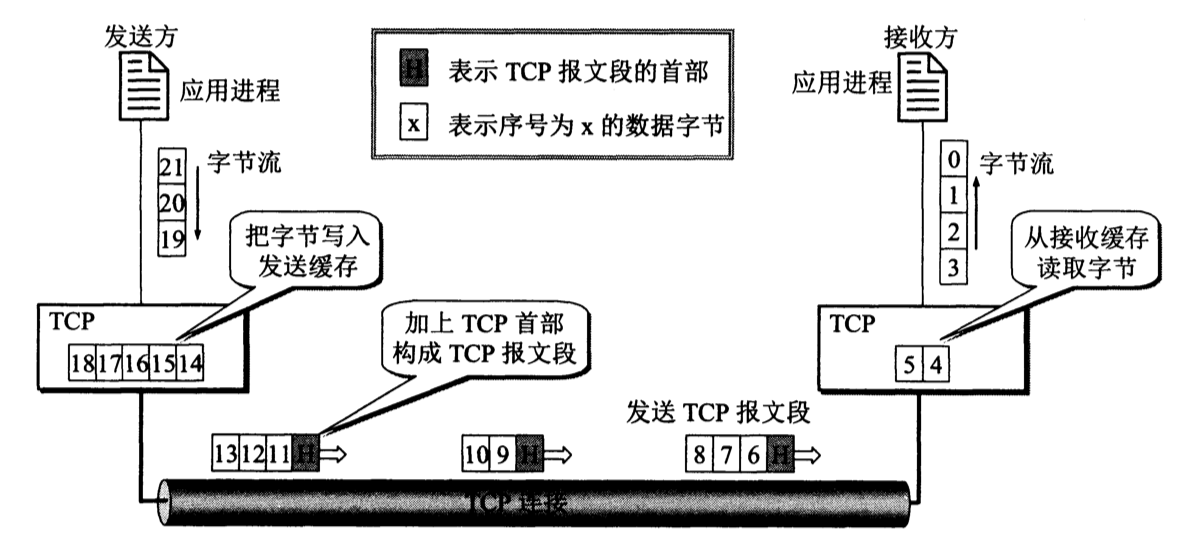 发送方
接收方
应用进程
应用进程
H 表示 TCP 报文段的首部
x 表示序号为 x 的数据字节
21
20
19
字节流
0
1
2
3
字节流
把字节写入
发送缓存
从接收缓存
读取字节
TCP
18 17 16 15 14
加上 TCP 首部
构成 TCP 报文段
TCP
5 4
发送 TCP 报文段
13 12 11 H
10 9 H
8 7 6 H
TCP 连接